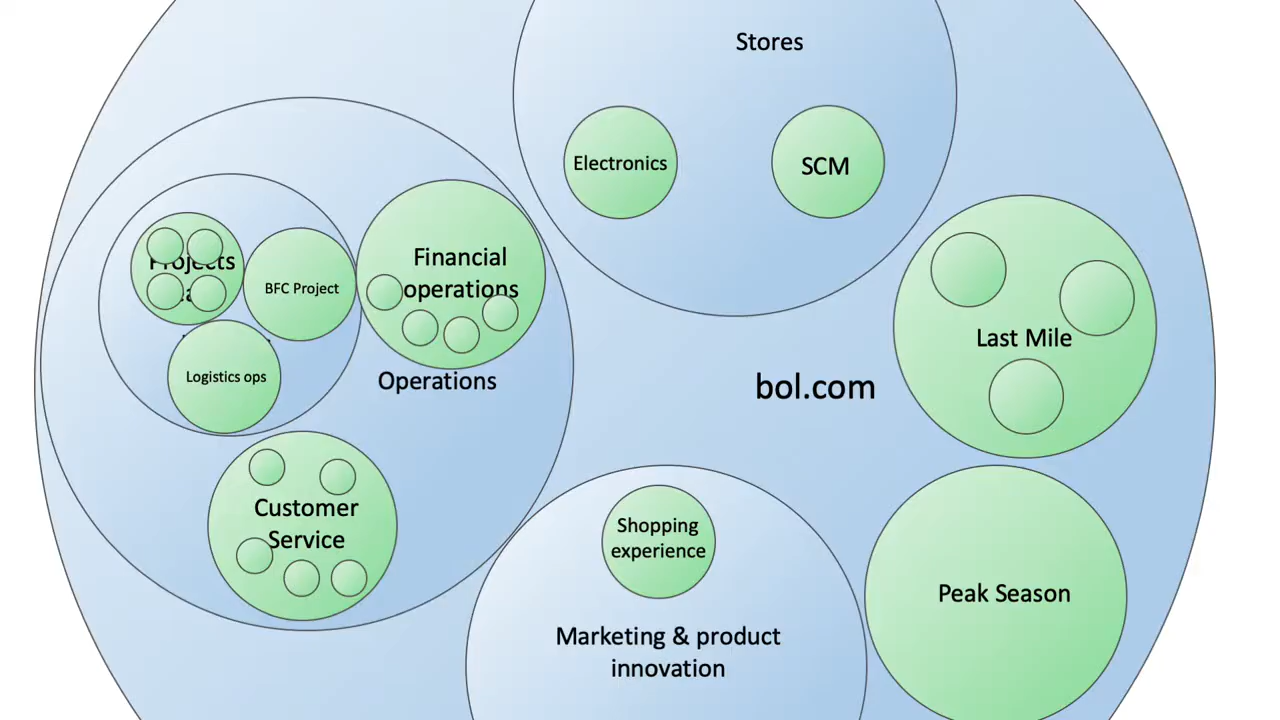 Stores
Electronics
SCM
Projects
Financial
operations
BFC Project
Last Mile
Logistics ops
Operations
bol.com
Customer
Service
Shopping
experience
Peak Season
Marketing & product
innovation